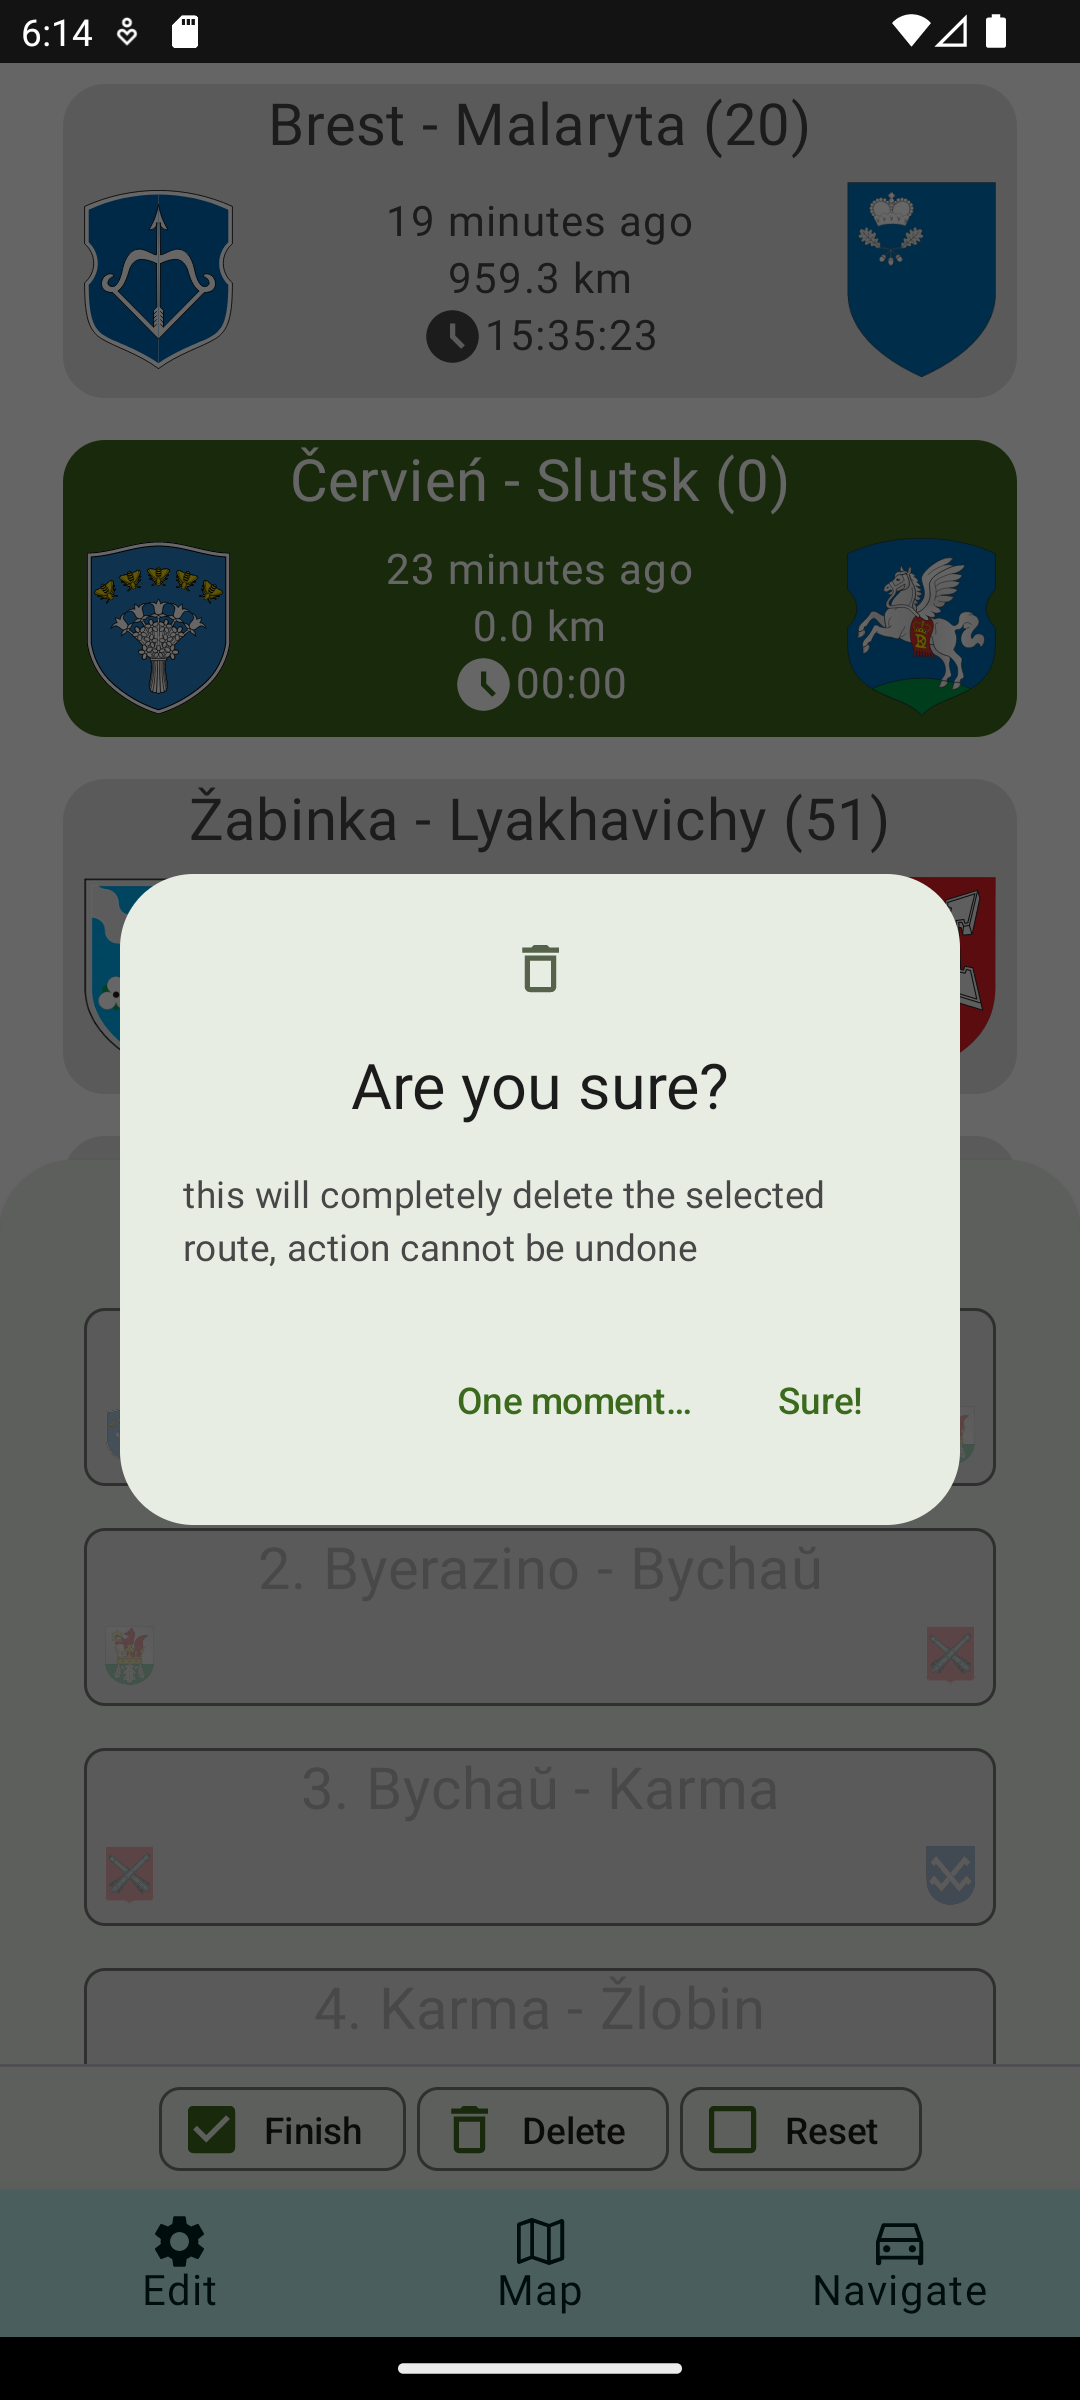 6:14
Brest - Malaryta (20)
19 minutes ago
959.3 km
15:35:23
Červień - Slutsk (0)
23 minutes ago
0.0 km
00:00
Žabinka - Lyakhavichy (51)
Are you sure?
this will completely delete the selected
route, action cannot be undone
One moment... Sure!
2. Byerazino - Bychaŭ
3. Bychaŭ - Karma
4. Karma - Žlobin
Finish Delete Reset
Edit Map Navigate